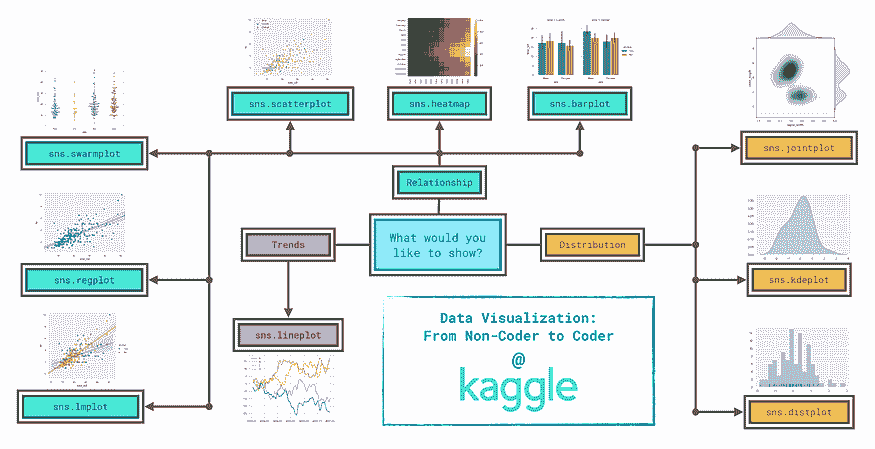 sns.scatterplot
sns.heatmap
sns.barplot
sns.swarmplot
sns.jointplot
Relationship
What would you
like to show?
Trends
Distribution
sns.regplot
sns.kdeplot
Data Visualization:
From Non-Coder to Coder
@
kaggle
sns.lineplot
sns.lmplot
sns.distplot